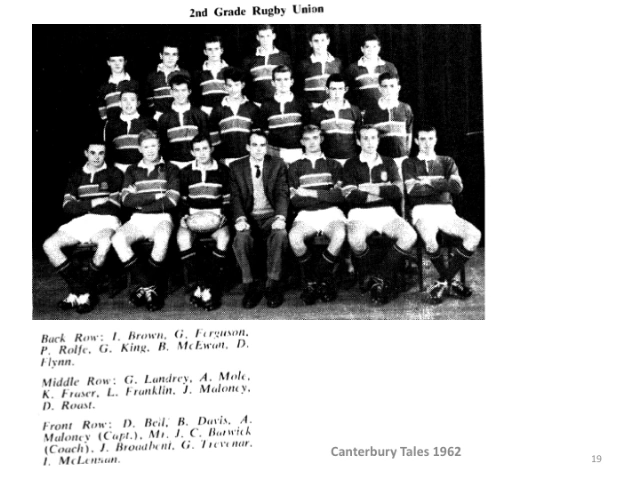 2nd Grade Rugby Union
Back Row: I. Brown, G. Ferguson,
P. Rolfe, G. King, B. McEwan, D.
Flynn.
Middle Row: G. Landrey, A. Mole,
K. Fraser, L. Franklin, J. Maloney,
D. Roast.
Front Row: D. Beil, B. Davis, A.
Maloney (Capt.), Mr. J. C. Barwick
(Coach), J. Broadbent, G. Trevenar,
I. McLennan.
Canterbury Tales 1962
19